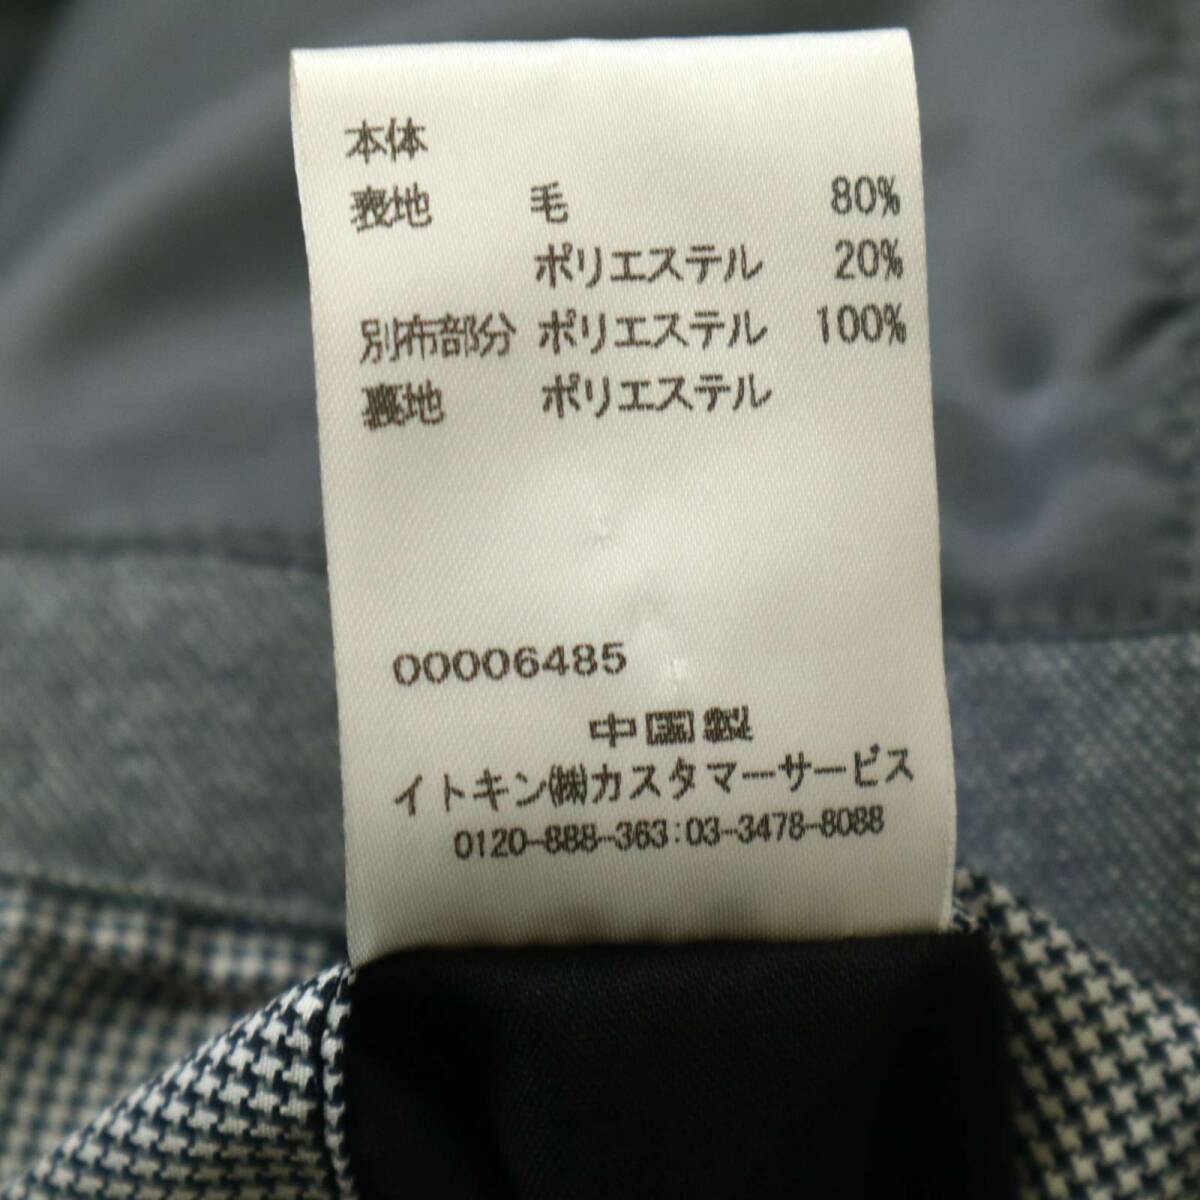 本体
表地 毛 80%
ポリエステル 20%
別布部分 ポリエステル 100%
裏地 ポリエステル
00006485
中国製
イトキン㈱カスタマーサービス
0120-888-363:03-3478-8088